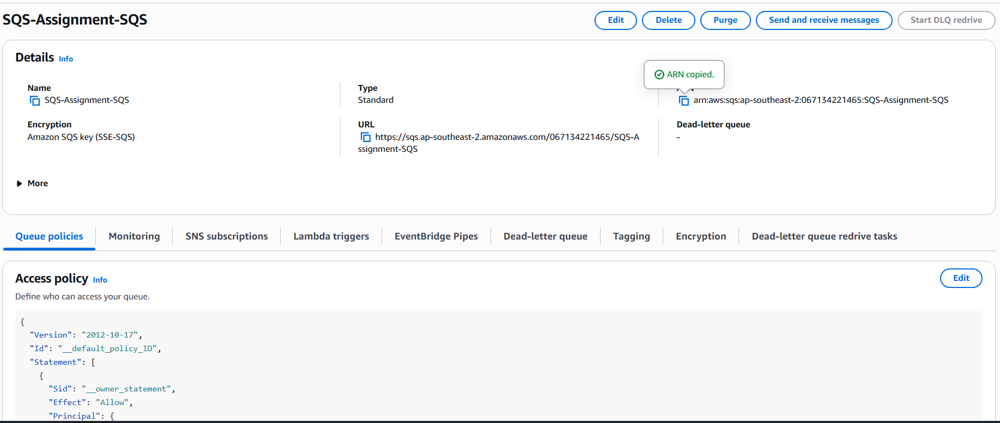 SQS-Assignment-SQS
Edit
Delete
Purge
Send and receive messages
Start DLQ redrive
Details Info
ARN copied.
Name
SQS-Assignment-SQS
Type
Standard
arn:aws:sqs:ap-southeast-2:067134221465:SQS-Assignment-SQS
Encryption
Amazon SQS key (SSE-SQS)
URL
https://sqs.ap-southeast-2.amazonaws.com/067134221465/SQS-A
ssignment-SQS
Dead-letter queue
-
More
Queue policies
Monitoring
SNS subscriptions
Lambda triggers
EventBridge Pipes
Dead-letter queue
Tagging
Encryption
Dead-letter queue redrive tasks
Access policy Info
Edit
Define who can access your queue.
{
"Version": "2012-10-17",
"Id": "__default_policy_ID",
"Statement": [
{
"Sid": "__owner_statement",
"Effect": "Allow",
"Principal": {